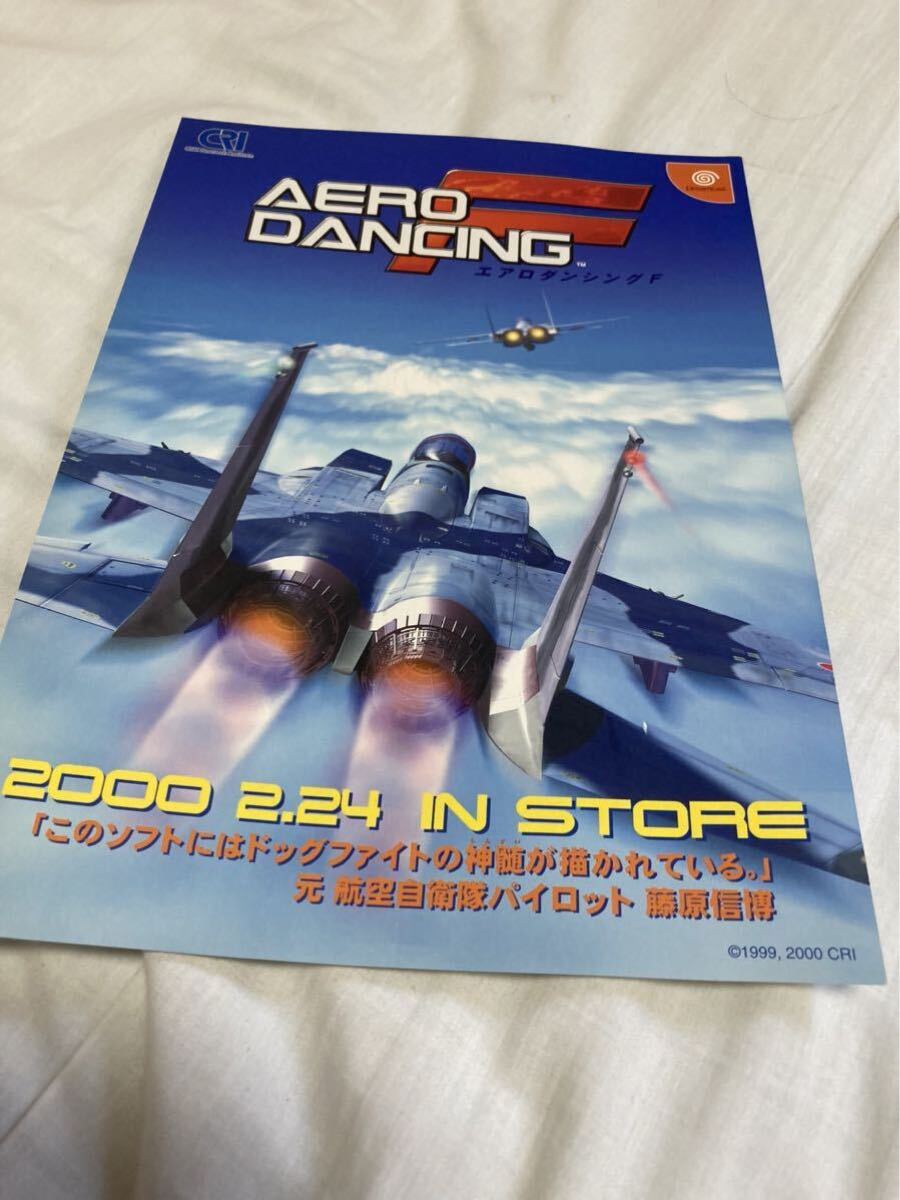 CRI
Dreamcast
AERO
DANCING F
TM
エアロダンシングF
2000 2.24 IN STORE
「このソフトにはドッグファイトの神髄が描かれている。」
元 航空自衛隊パイロット 藤原信博
©1999, 2000 CRI